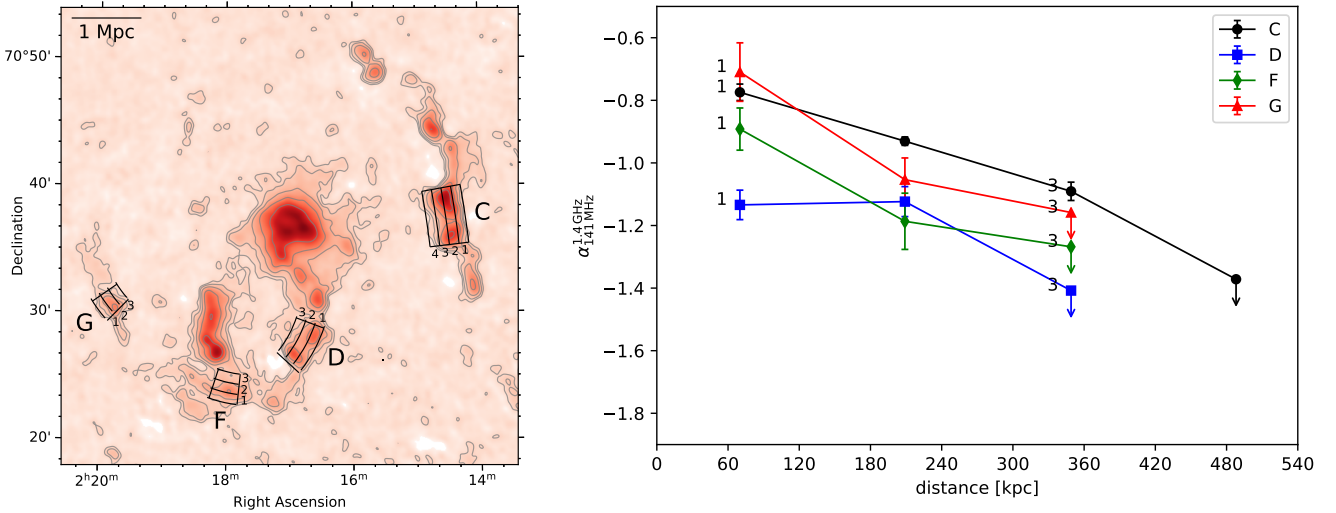 1 Mpc
70°50'
40'
30'
20'
Declination
2ʰ20ᵐ
18ᵐ
16ᵐ
14ᵐ
Right Ascension
C
4 3 2 1
G
3
2
1
3 2 1
D
3
2
1
F
−0.6
−0.8
−1.0
−1.2
−1.4
−1.6
−1.8
α 1.4 GHz 141 MHz
0 60 120 180 240 300 360 420 480 540
distance [kpc]
1
1
1
1
3
3
3
3
C
D
F
G